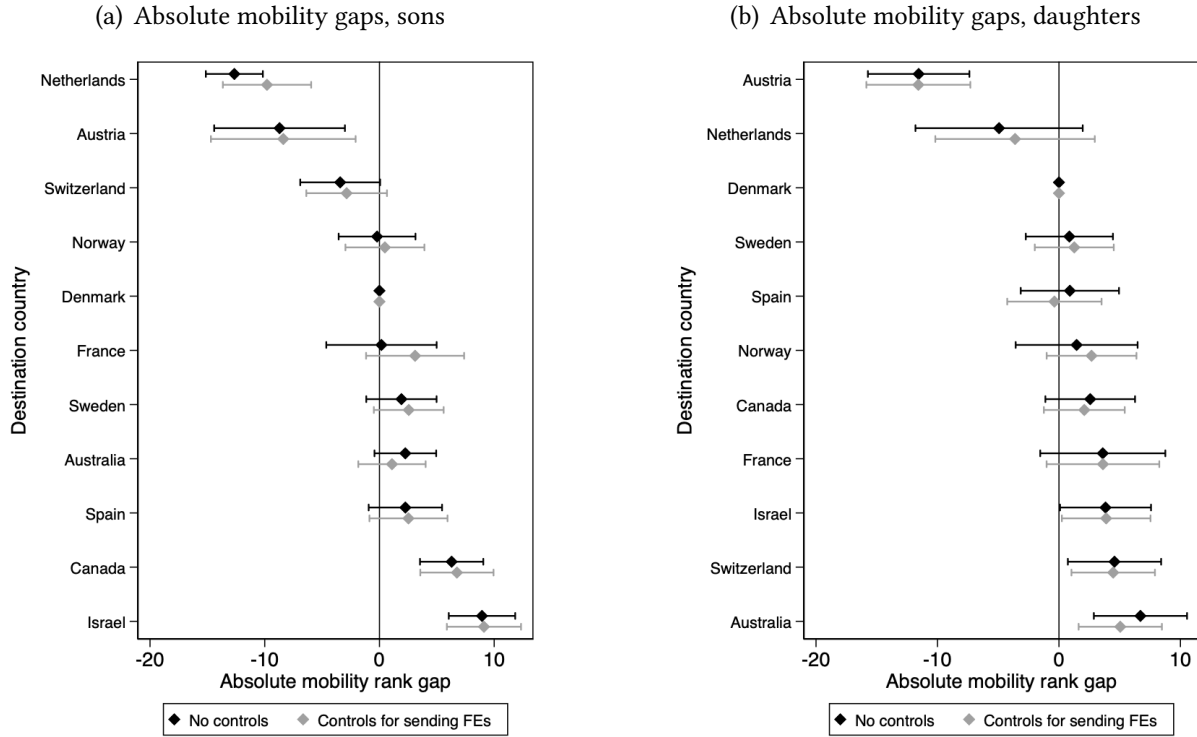 (a) Absolute mobility gaps, sons
Destination country
Netherlands
Austria
Switzerland
Norway
Denmark
France
Sweden
Australia
Spain
Canada
Israel
-20 -10 0 10
Absolute mobility rank gap
No controls Controls for sending FEs
(b) Absolute mobility gaps, daughters
Destination country
Austria
Netherlands
Denmark
Sweden
Spain
Norway
Canada
France
Israel
Switzerland
Australia
-20 -10 0 10
Absolute mobility rank gap
No controls Controls for sending FEs